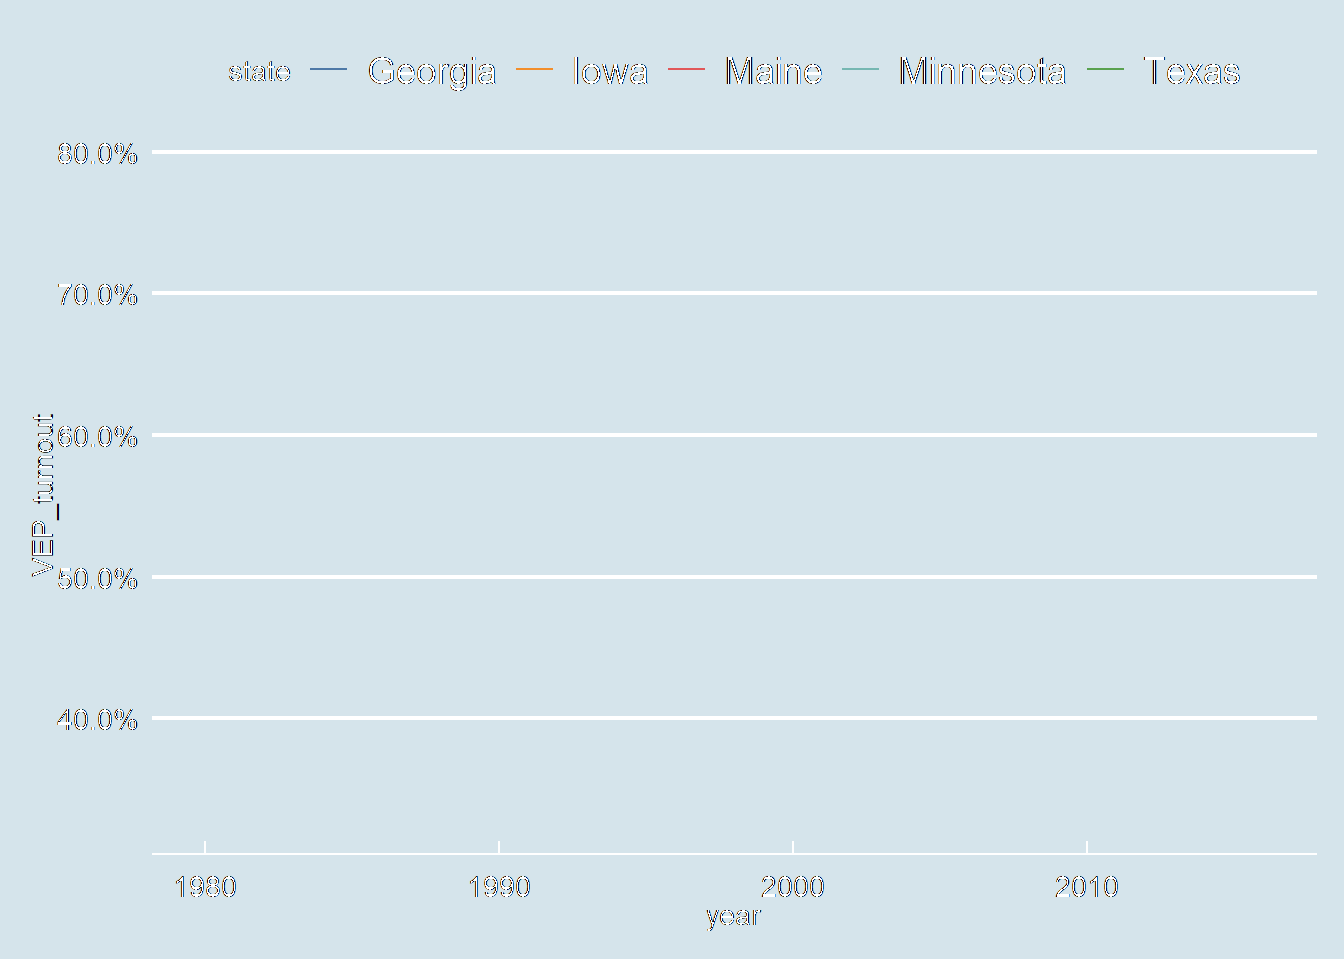 state Georgia Iowa Maine Minnesota Texas
80.0%
70.0%
60.0%
50.0%
40.0%
VEP_turnout
1980 1990 2000 2010
year